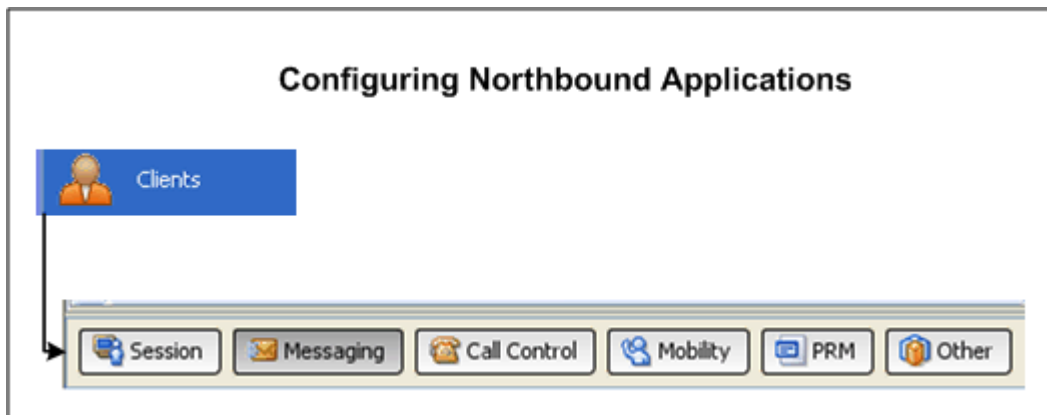 Configuring Northbound Applications
Clients
Session Messaging Call Control Mobility PRM Other